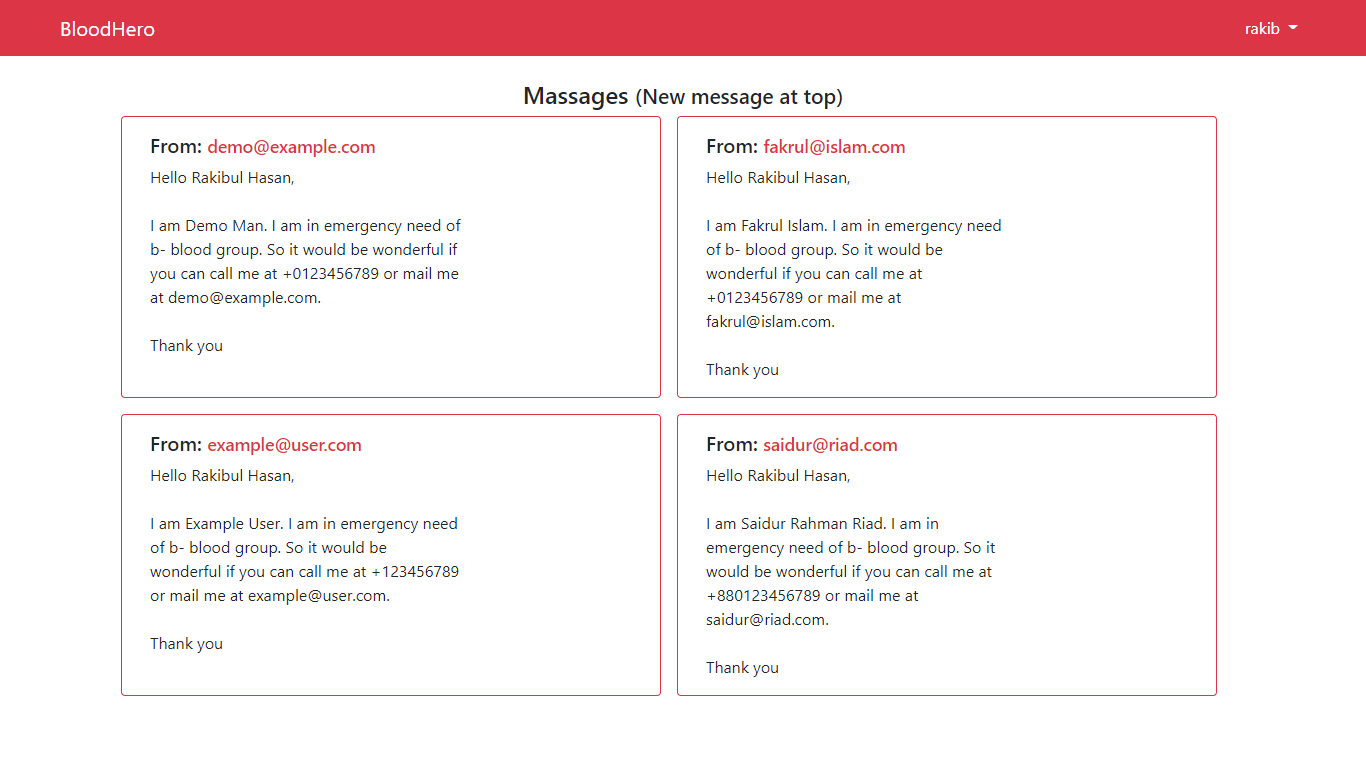 BloodHero
rakib
Massages (New message at top)
From: demo@example.com
Hello Rakibul Hasan,
I am Demo Man. I am in emergency need of
b- blood group. So it would be wonderful if
you can call me at +0123456789 or mail me
at demo@example.com.
Thank you
From: fakrul@islam.com
Hello Rakibul Hasan,
I am Fakrul Islam. I am in emergency need
of b- blood group. So it would be
wonderful if you can call me at
+0123456789 or mail me at
fakrul@islam.com.
Thank you
From: example@user.com
Hello Rakibul Hasan,
I am Example User. I am in emergency need
of b- blood group. So it would be
wonderful if you can call me at +123456789
or mail me at example@user.com.
Thank you
From: saidur@riad.com
Hello Rakibul Hasan,
I am Saidur Rahman Riad. I am in
emergency need of b- blood group. So it
would be wonderful if you can call me at
+880123456789 or mail me at
saidur@riad.com.
Thank you